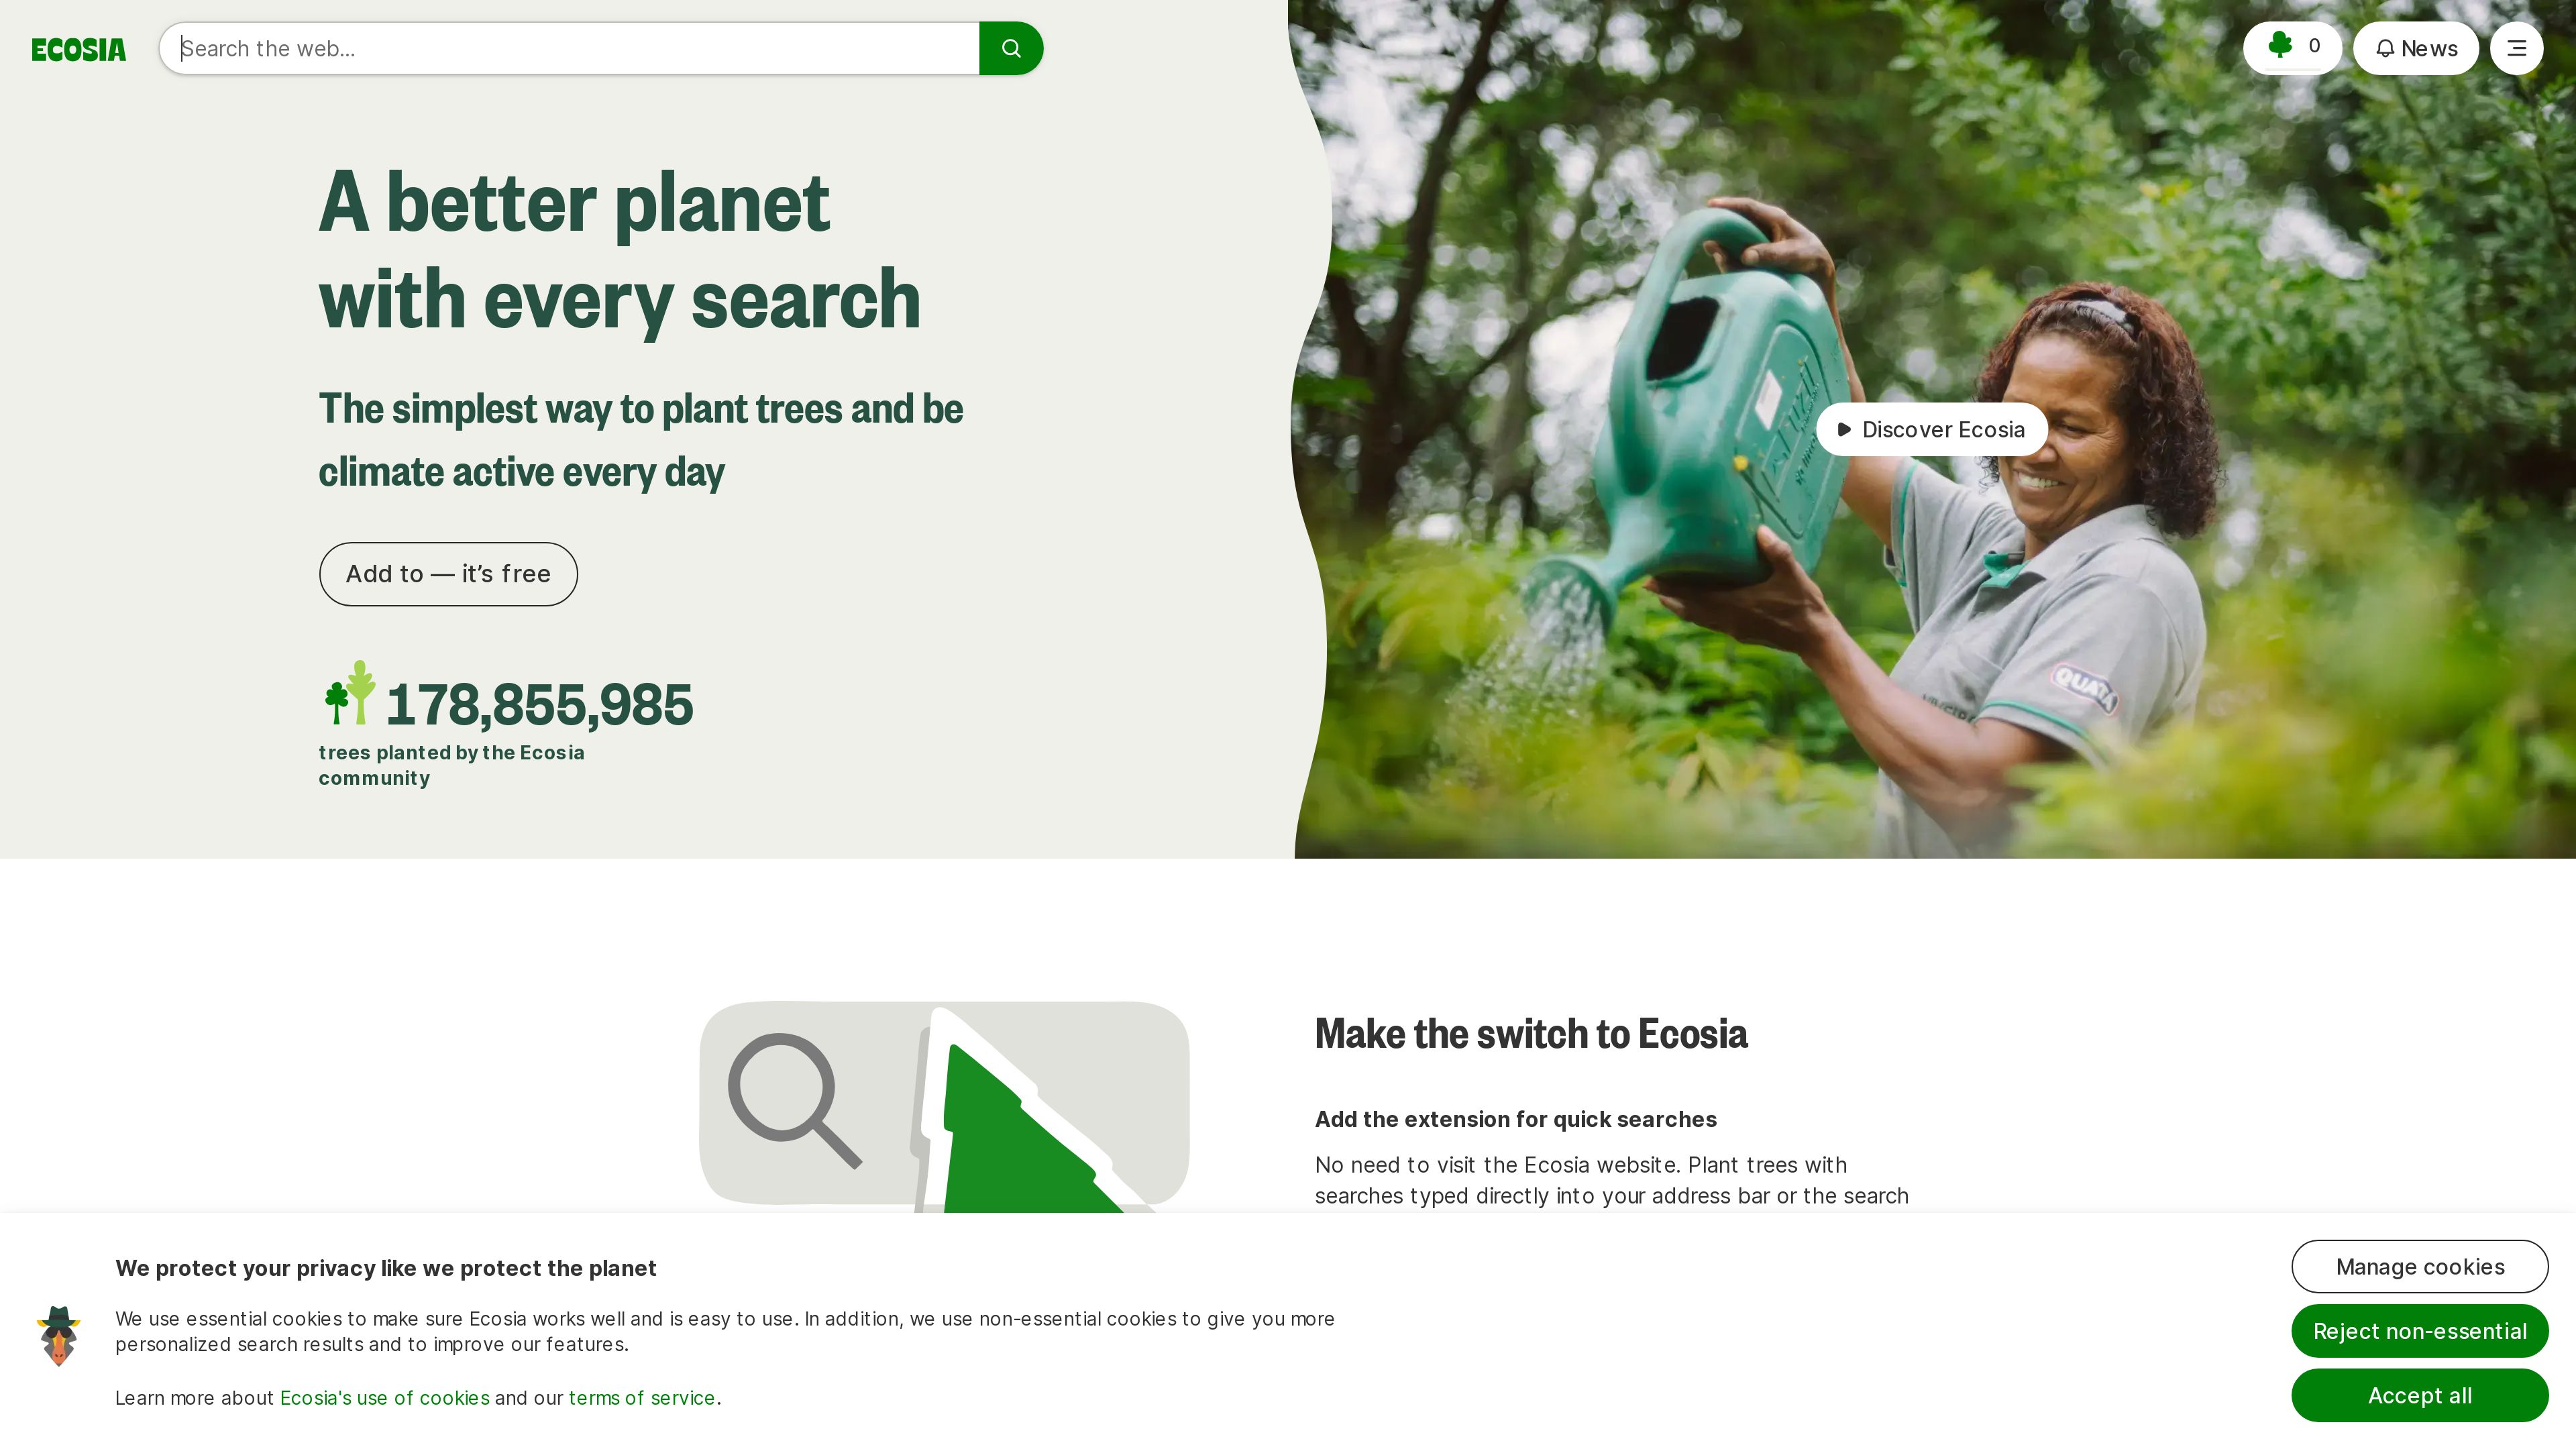 ECOSIA
Search the web...
0
News
A better planet
with every search
The simplest way to plant trees and be
climate active every day
Add to — it’s free
178,855,985
trees planted by the Ecosia
community
Discover Ecosia
QUATÁ
Make the switch to Ecosia
Add the extension for quick searches
No need to visit the Ecosia website. Plant trees with
searches typed directly into your address bar or the search
We protect your privacy like we protect the planet
We use essential cookies to make sure Ecosia works well and is easy to use. In addition, we use non-essential cookies to give you more
personalized search results and to improve our features.
Learn more about Ecosia's use of cookies and our terms of service.
Manage cookies
Reject non-essential
Accept all